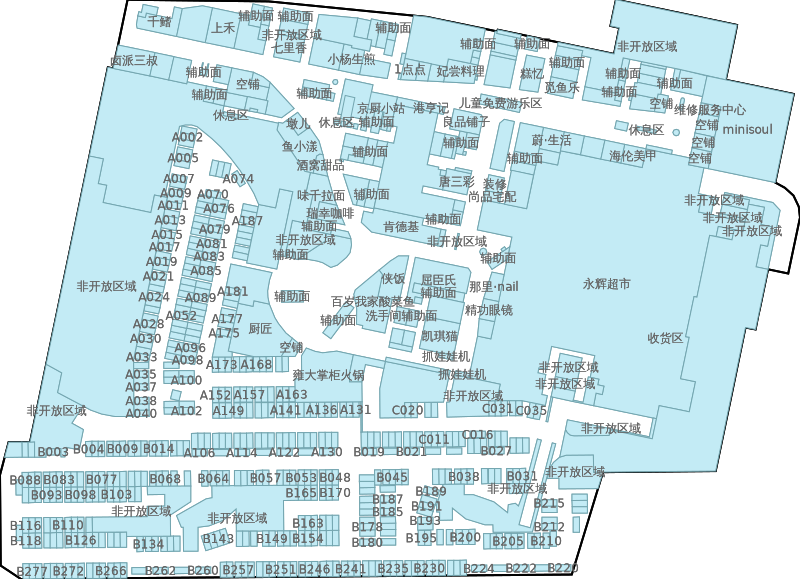 千鳍
上禾
辅助面
辅助面
非开放区域
七里香
辅助面
小杨生煎
卤派三叔
辅助面
空铺
辅助面
休息区
辅助面
1点点
妃尝料理
辅助面
辅助面
糕忆
辅助面
觅鱼乐
非开放区域
辅助面
辅助面
辅助面
空铺
维修服务中心
空铺
minisoul
休息区
空铺
空铺
墩儿
休息区
京厨小站
辅助面
港亨记
儿童免费游乐区
良品铺子
辅助面
鱼小漾
辅助面
酒窝甜品
蔚·生活
辅助面
海伦美甲
唐三彩
装修
尚品宅配
味千拉面
辅助面
瑞幸咖啡
辅助面
非开放区域
辅助面
肯德基
辅助面
非开放区域
辅助面
非开放区域
非开放区域
非开放区域
A002
A005
A007
A074
A009
A070
A011
A076
A013
A187
A015
A079
A017
A081
A019
A083
A021
A085
非开放区域
A024
A089
A181
A028
A052
A177
A030
A175
A033
A096
A098
A035
A100
A037
A038
A040
A102
辅助面
侠饭
屈臣氏
辅助面
那里·nail
百岁我家酸菜鱼
洗手间
辅助面
精功眼镜
辅助面
厨匠
空铺
凯琪猫
抓娃娃机
抓娃娃机
永辉超市
收货区
非开放区域
非开放区域
雍大掌柜火锅
A173
A168
A152
A157
A163
A149
A141
A136
A131
非开放区域
C020
C031
C035
非开放区域
非开放区域
B003
B004
B009
B014
A106
A114
A122
A130
B019
B021
C011
C016
B027
B088
B083
B077
B068
B064
B057
B053
B048
B045
B038
B031
非开放区域
B093
B098
B103
B165
B170
B187
B189
非开放区域
B215
非开放区域
B185
B191
B116
B110
非开放区域
B163
B178
B193
B212
B118
B126
B134
B143
B149
B154
B180
B195
B200
B205
B210
B277
B272
B266
B262
B260
B257
B251
B246
B241
B235
B230
B224
B222
B220